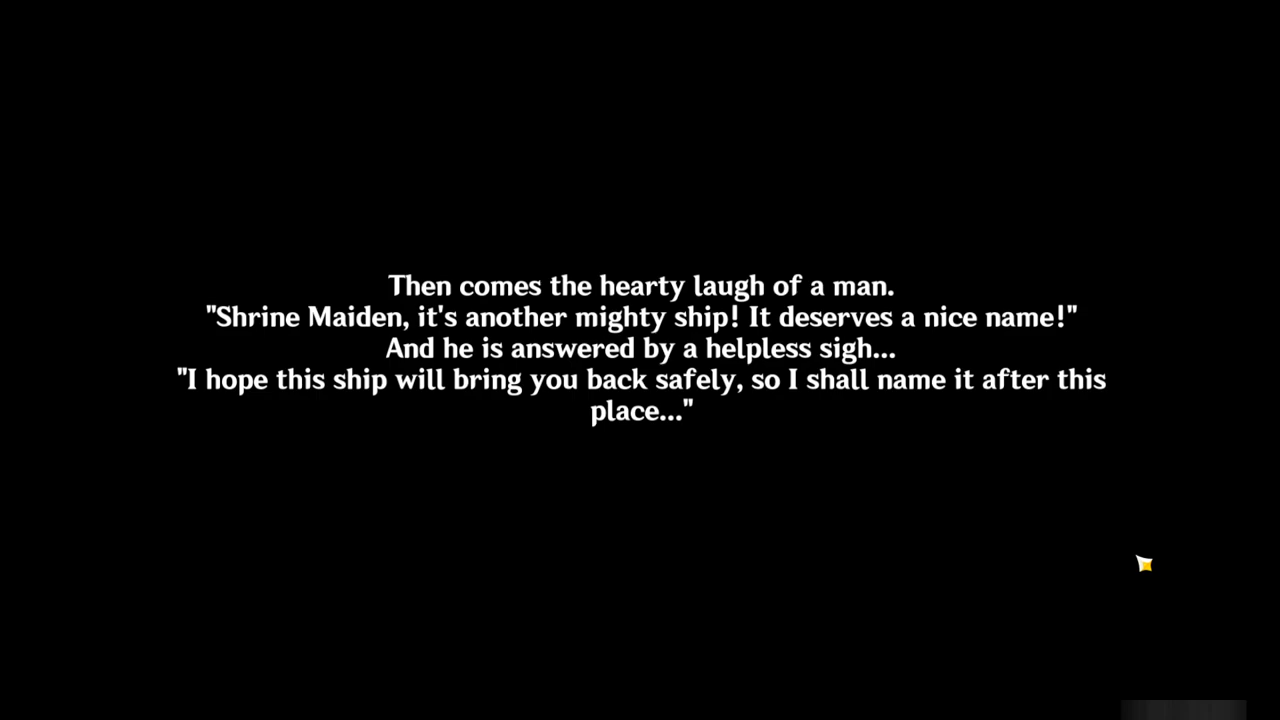 Then comes the hearty laugh of a man.
"Shrine Maiden, it's another mighty ship! It deserves a nice name!"
And he is answered by a helpless sigh...
"I hope this ship will bring you back safely, so I shall name it after this
place..."